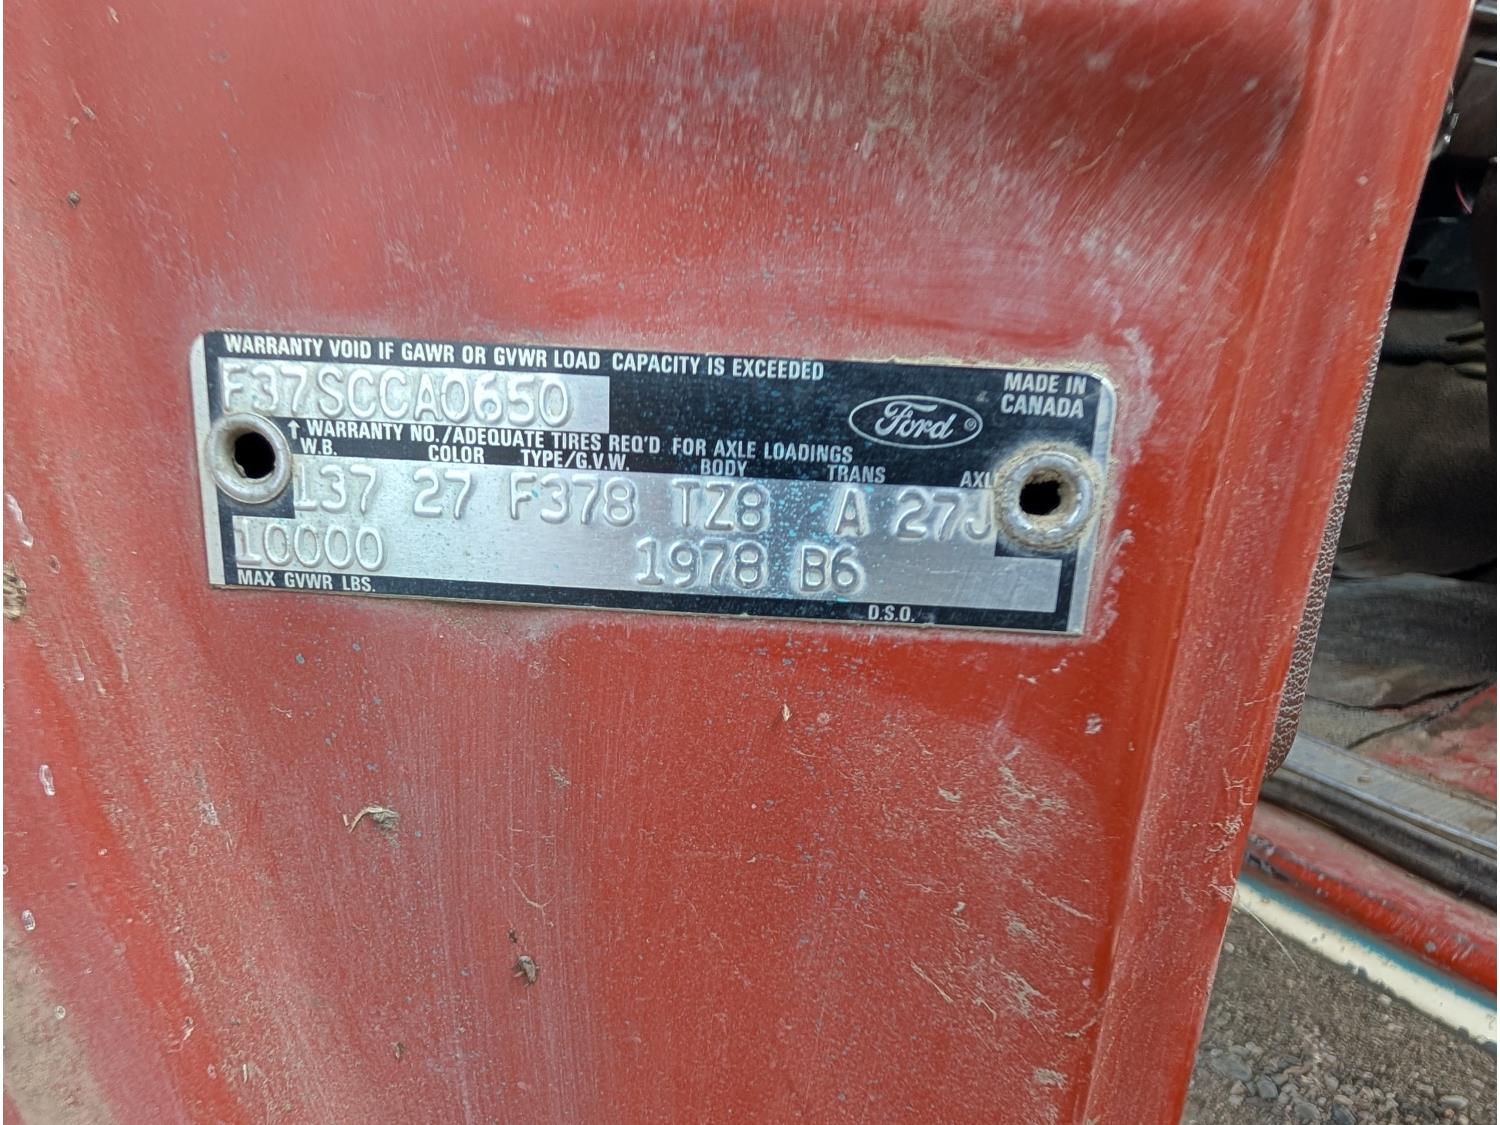 WARRANTY VOID IF GAWR OR GVWR LOAD CAPACITY IS EXCEEDED
F37SCCA0650
MADE IN
CANADA
Ford ®
↑ WARRANTY NO./ADEQUATE TIRES REQ'D FOR AXLE LOADINGS
W.B. COLOR TYPE/G.V.W. BODY TRANS AXLE
137 27 F378 TZ8 A 27J
10000 1978 B6
MAX GVWR LBS. D.S.O.